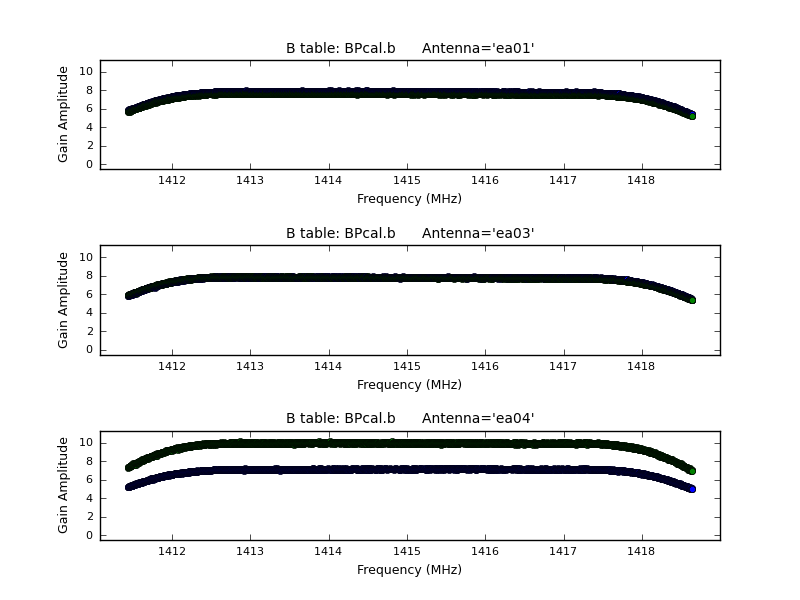 B table: BPcal.b Antenna='ea01'
10
8
6
4
2
0
Gain Amplitude
1412 1413 1414 1415 1416 1417 1418
Frequency (MHz)
B table: BPcal.b Antenna='ea03'
10
8
6
4
2
0
Gain Amplitude
1412 1413 1414 1415 1416 1417 1418
Frequency (MHz)
B table: BPcal.b Antenna='ea04'
10
8
6
4
2
0
Gain Amplitude
1412 1413 1414 1415 1416 1417 1418
Frequency (MHz)